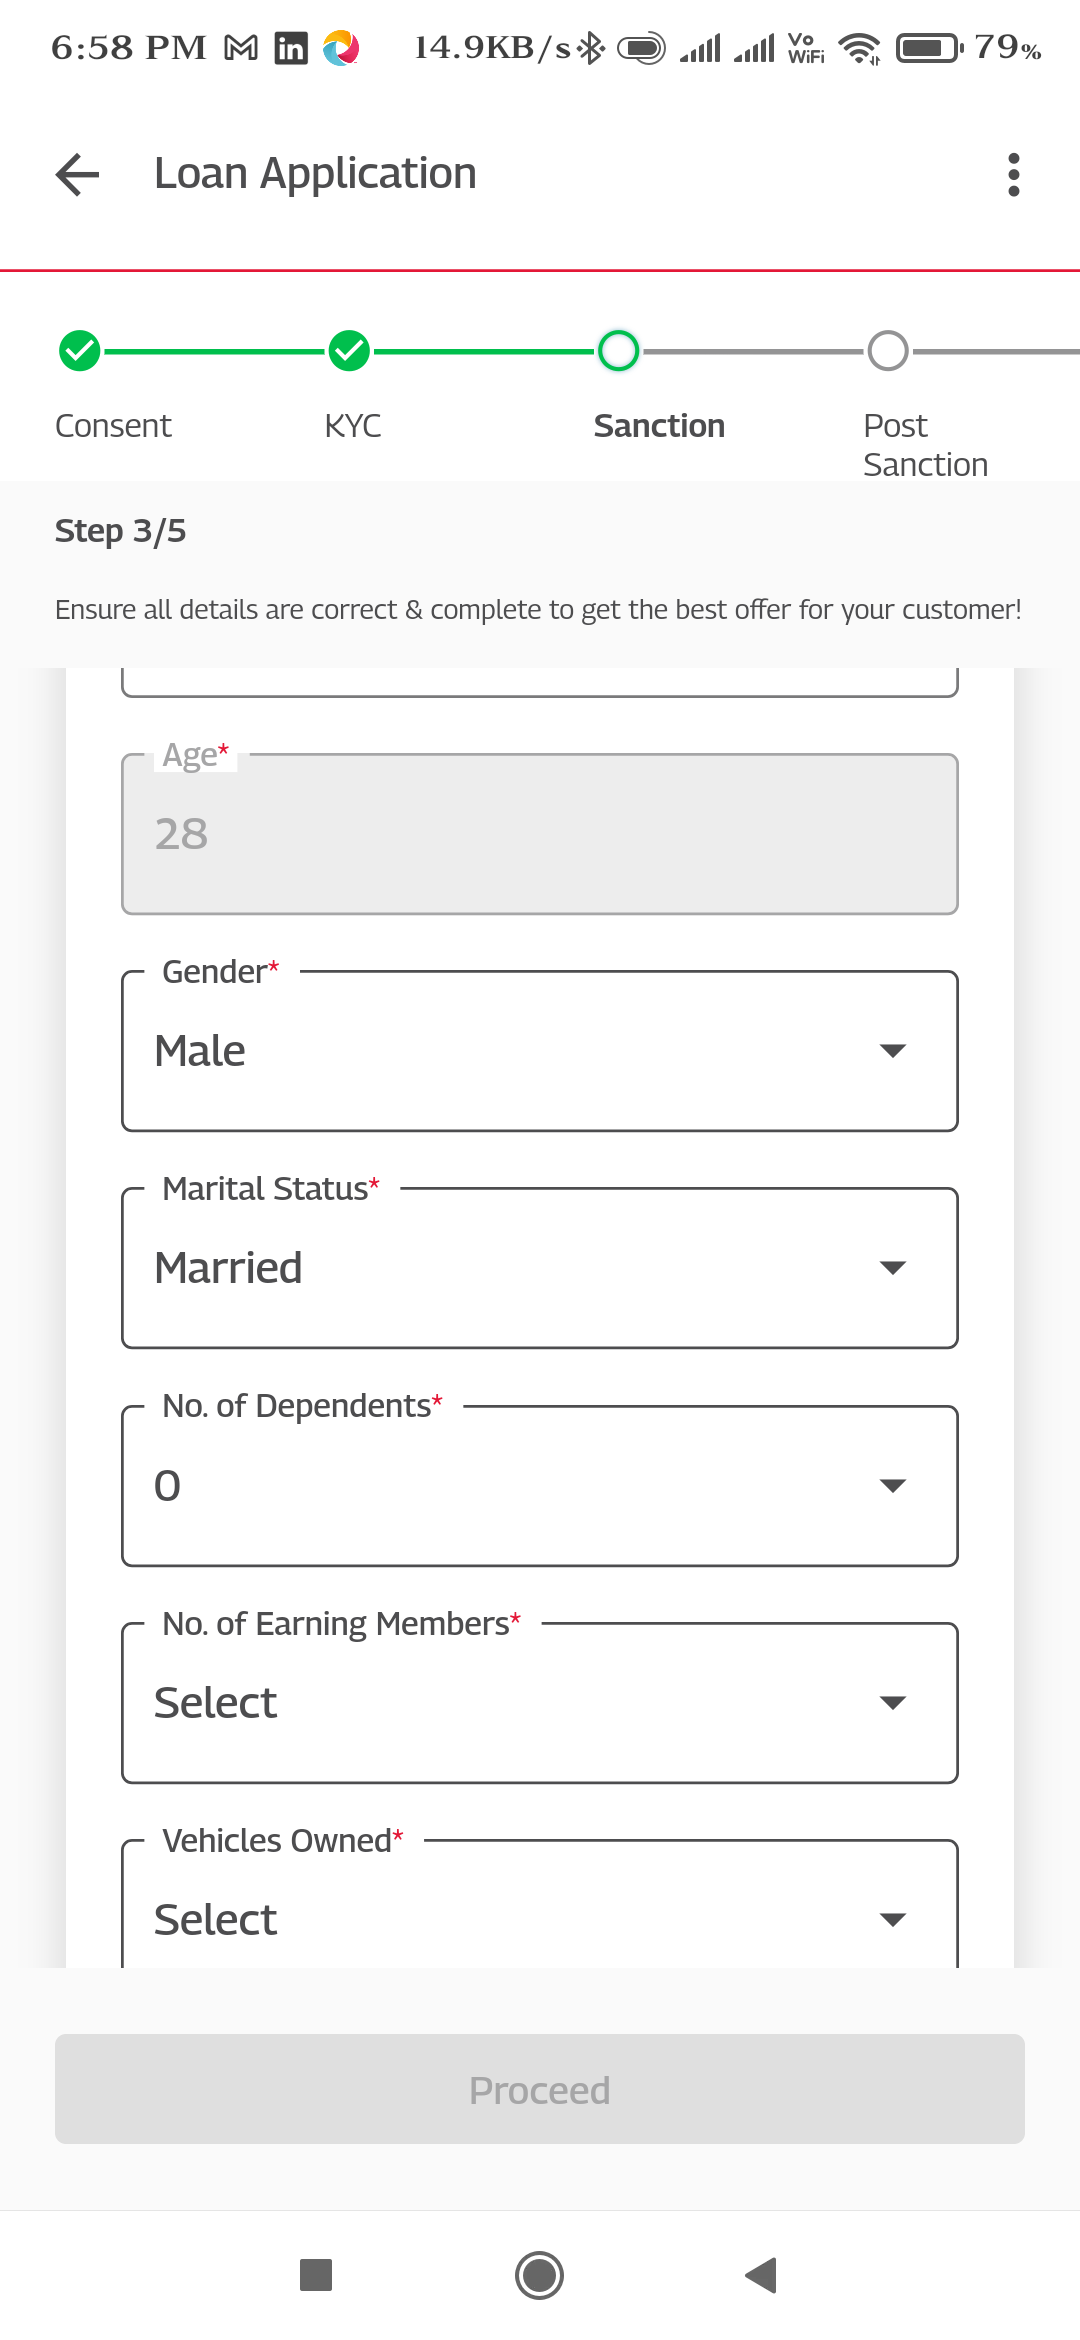 6:58 PM 14.9KB/s Vo WiFi 79%
Loan Application
Consent KYC Sanction Post Sanction
Step 3/5
Ensure all details are correct & complete to get the best offer for your customer!
Age*
28
Gender*
Male
Marital Status*
Married
No. of Dependents*
0
No. of Earning Members*
Select
Vehicles Owned*
Select
Proceed